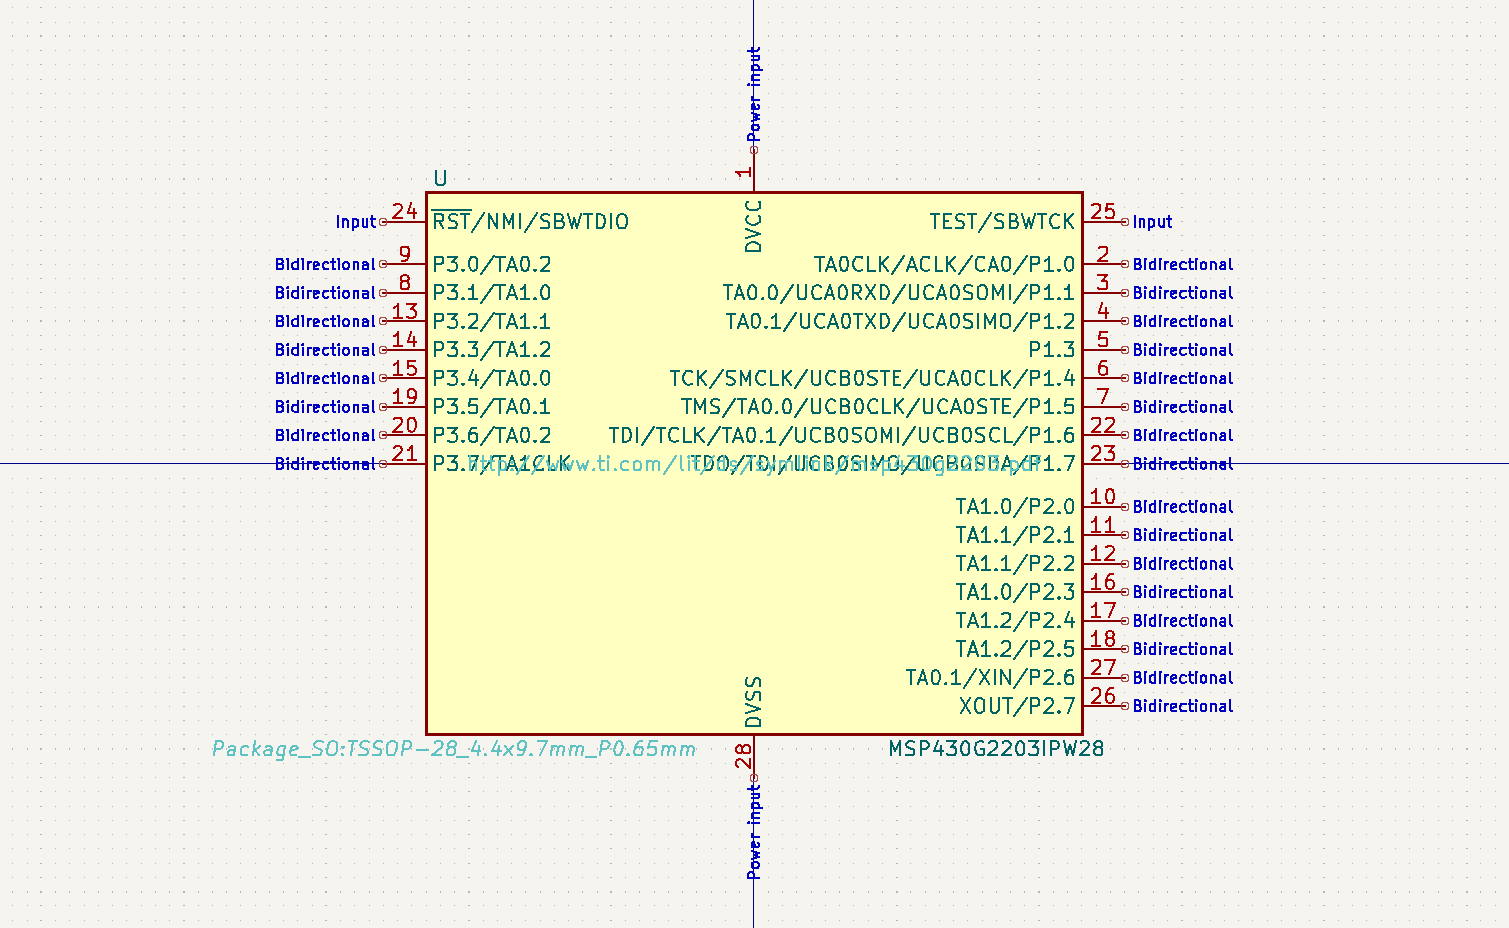 Power input
1
DVCC
U
Input 24 RST/NMI/SBWTDIO
TEST/SBWTCK 25 Input
Bidirectional 9 P3.0/TA0.2
TA0CLK/ACLK/CA0/P1.0 2 Bidirectional
Bidirectional 8 P3.1/TA1.0
TA0.0/UCA0RXD/UCA0SOMI/P1.1 3 Bidirectional
Bidirectional 13 P3.2/TA1.1
TA0.1/UCA0TXD/UCA0SIMO/P1.2 4 Bidirectional
Bidirectional 14 P3.3/TA1.2
P1.3 5 Bidirectional
Bidirectional 15 P3.4/TA0.0
TCK/SMCLK/UCB0STE/UCA0CLK/P1.4 6 Bidirectional
Bidirectional 19 P3.5/TA0.1
TMS/TA0.0/UCB0CLK/UCA0STE/P1.5 7 Bidirectional
Bidirectional 20 P3.6/TA0.2
TDI/TCLK/TA0.1/UCB0SOMI/UCB0SCL/P1.6 22 Bidirectional
Bidirectional 21 P3.7/TA1CLK
http://www.ti.com/lit/ds/symlink/msp430g2203.pdf
TDO/TDI/UCB0SIMO/UCB0SDA/P1.7 23 Bidirectional
TA1.0/P2.0 10 Bidirectional
TA1.1/P2.1 11 Bidirectional
TA1.1/P2.2 12 Bidirectional
TA1.0/P2.3 16 Bidirectional
TA1.2/P2.4 17 Bidirectional
TA1.2/P2.5 18 Bidirectional
TA0.1/XIN/P2.6 27 Bidirectional
XOUT/P2.7 26 Bidirectional
DVSS
28
Power input
Package_SO:TSSOP-28_4.4x9.7mm_P0.65mm
MSP430G2203IPW28